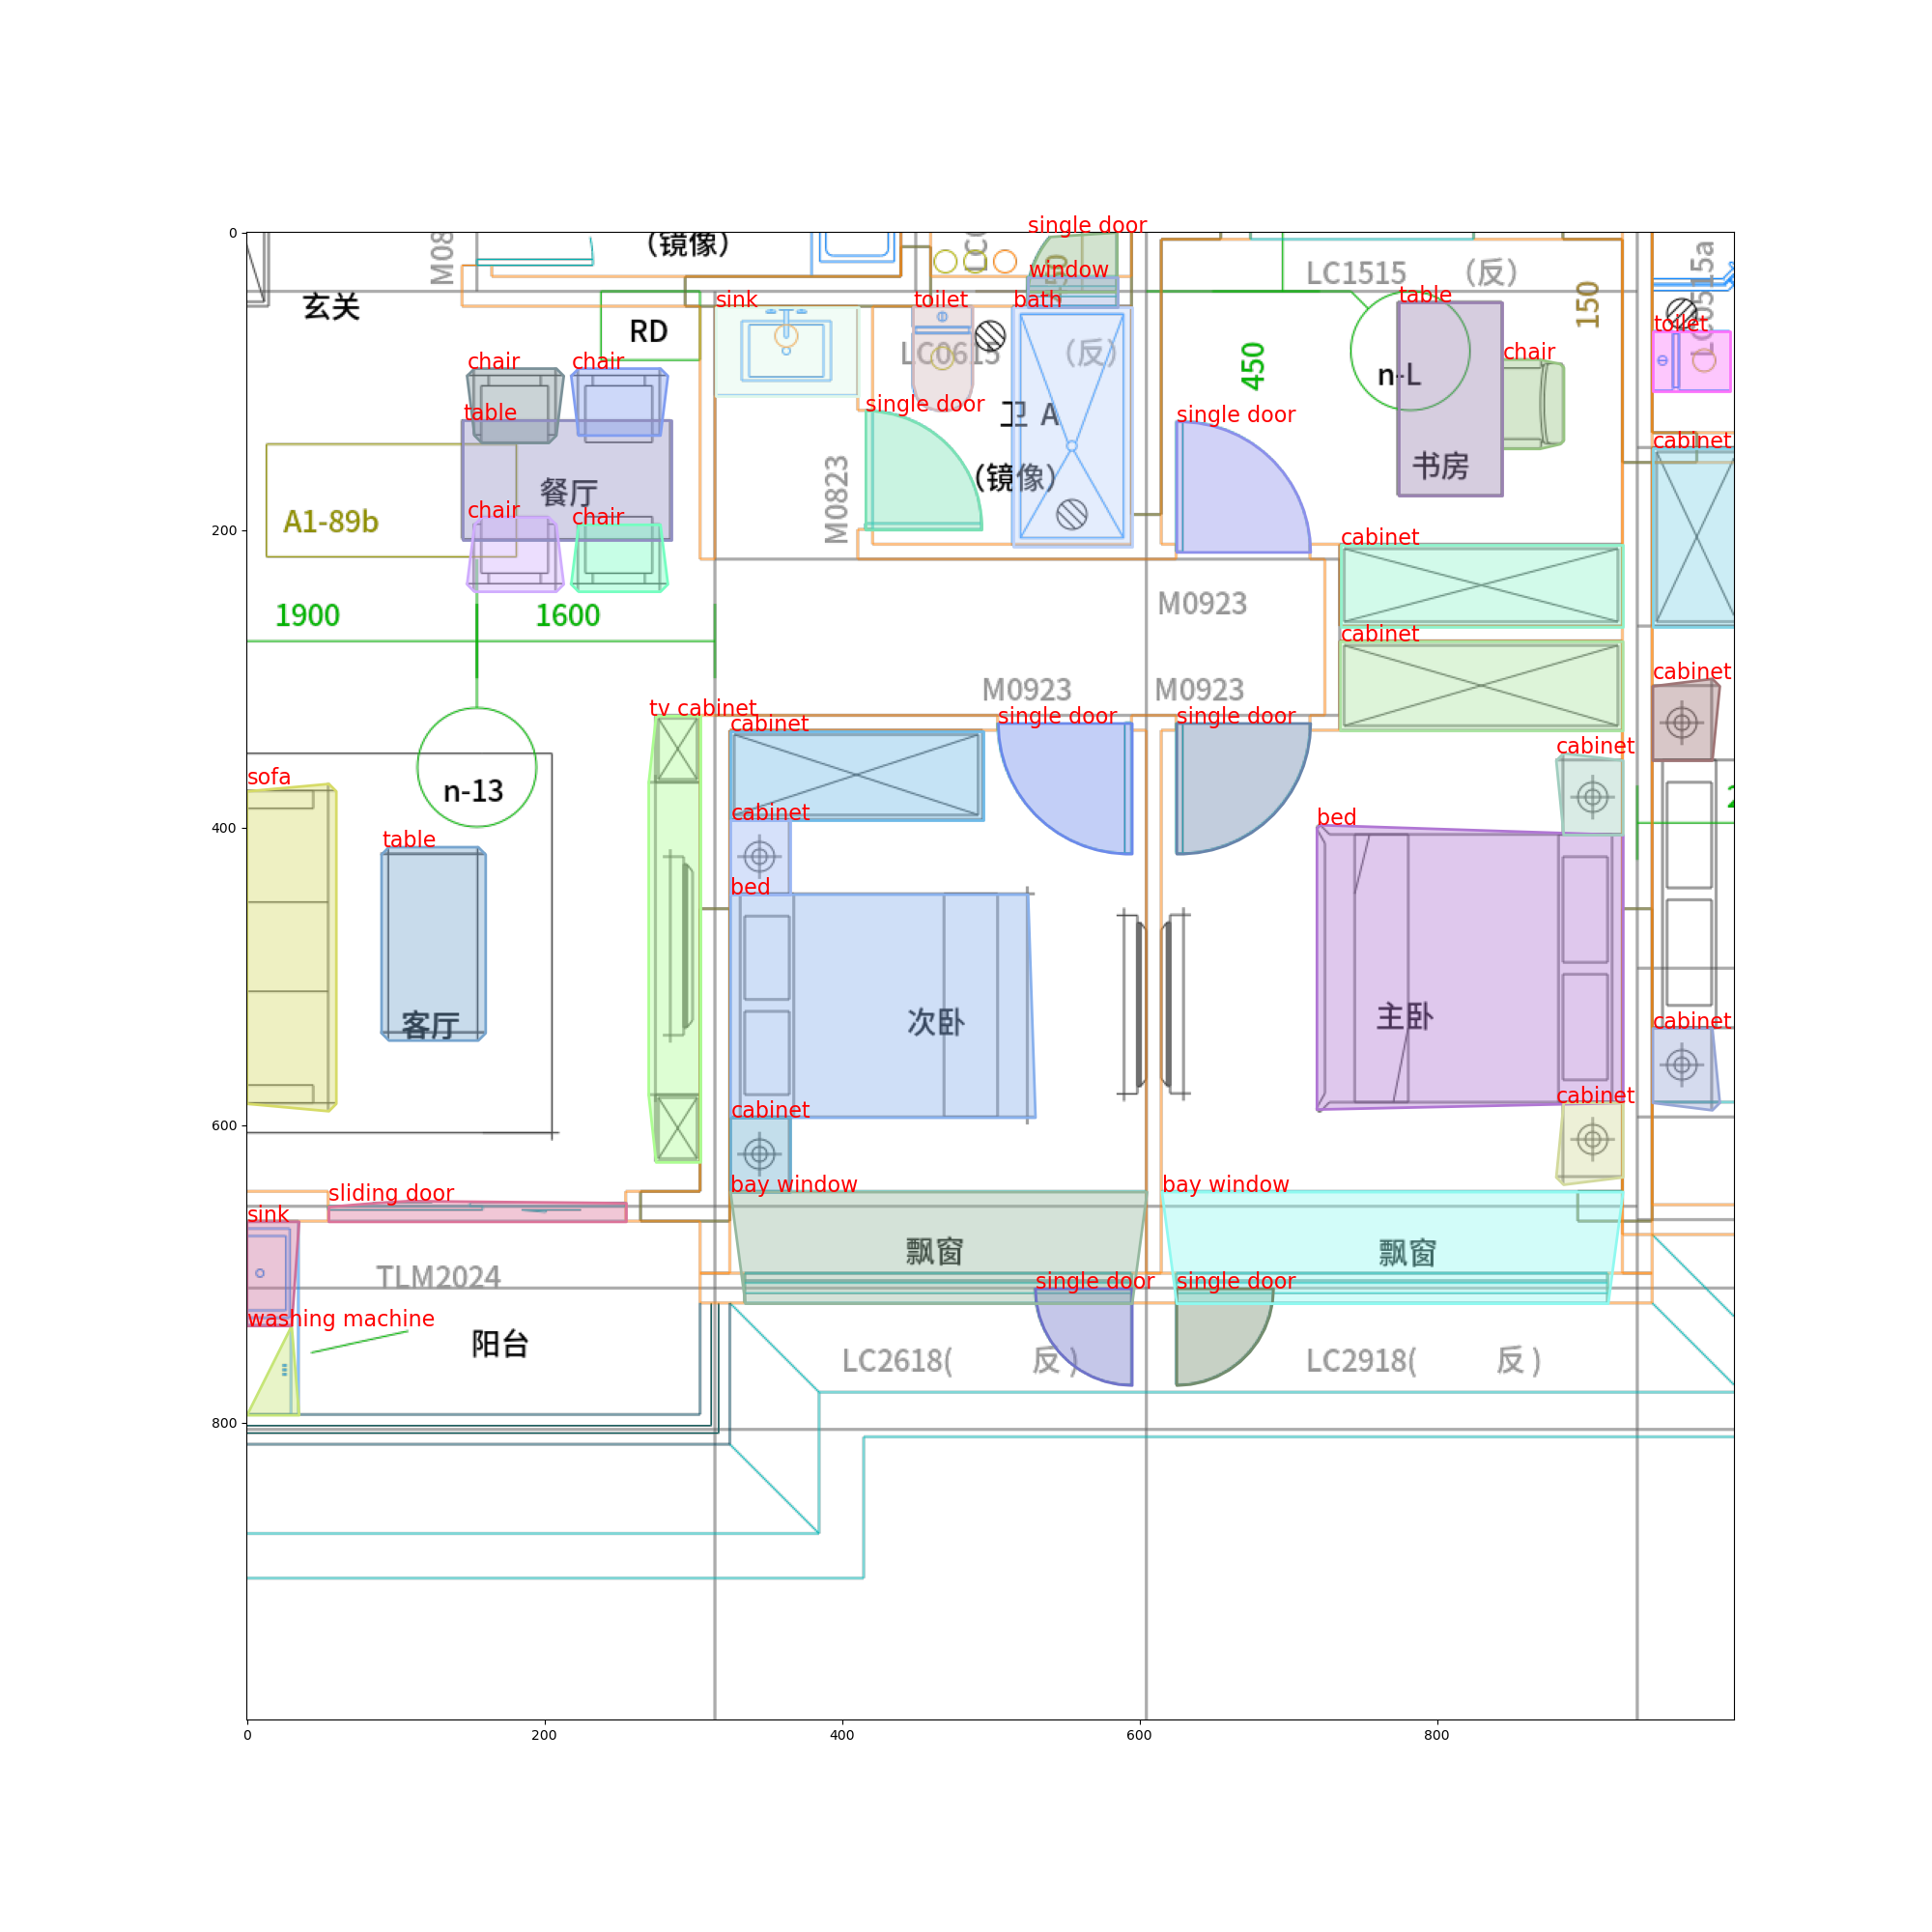 single door
M08
（镜像）
LC0
window
LC1515 （反）
150
LC0515a
玄关
RD
sink
toilet
bath
table
toilet
LC0615 （反）
450
n-L
chair
chair
chair
table
single door
卫 A
single door
cabinet
餐厅
M0823
（镜像）
书房
A1-89b
chair
chair
cabinet
1900
1600
M0923
cabinet
cabinet
M0923
M0923
tv cabinet
cabinet
single door
single door
cabinet
sofa
n-13
cabinet
bed
table
bed
客厅
次卧
主卧
cabinet
cabinet
cabinet
sliding door
bay window
bay window
sink
飘窗
飘窗
TLM2024
single door
single door
washing machine
阳台
LC2618( 反 )
LC2918( 反 )
0
200
400
600
800
0
200
400
600
800